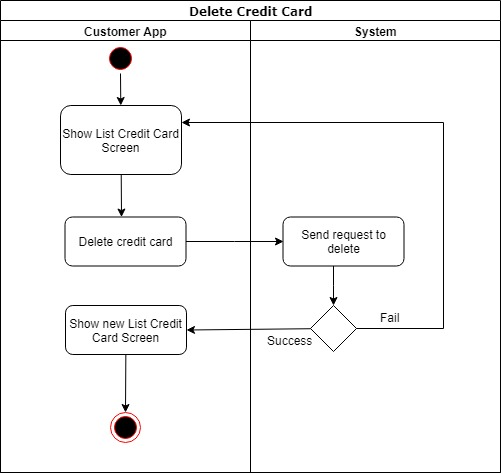 Delete Credit Card
Customer App
System
Show List Credit Card
Screen
Delete credit card
Send request to
delete
Show new List Credit
Card Screen
Success
Fail